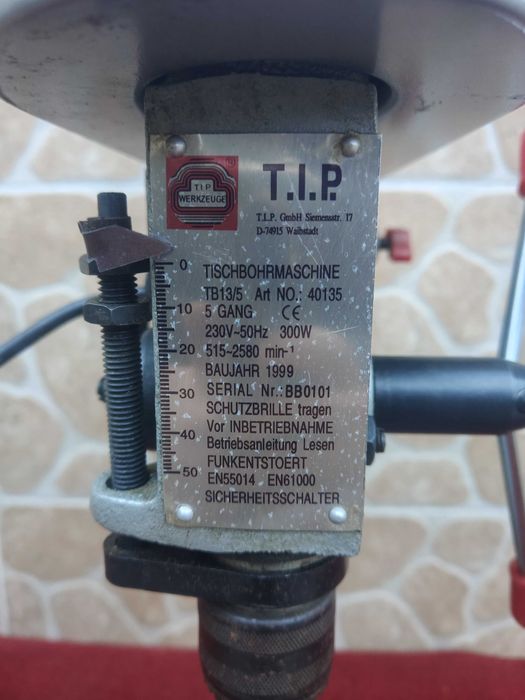 T.I.P.
WERKZEUGE
®
T.I.P.
T.I.P. GmbH Siemensstr. 17
D-74915 Waibstadt
0
10
20
30
40
50
TISCHBOHRMASCHINE
TB13/5 Art NO.: 40135
5 GANG CE
230V~50Hz 300W
515-2580 min-¹
BAUJAHR 1999
SERIAL Nr.: BB0101
SCHUTZBRILLE tragen
Vor INBETRIEBNAHME
Betriebsanleitung Lesen
FUNKENTSTOERT
EN55014 EN61000
SICHERHEITSSCHALTER